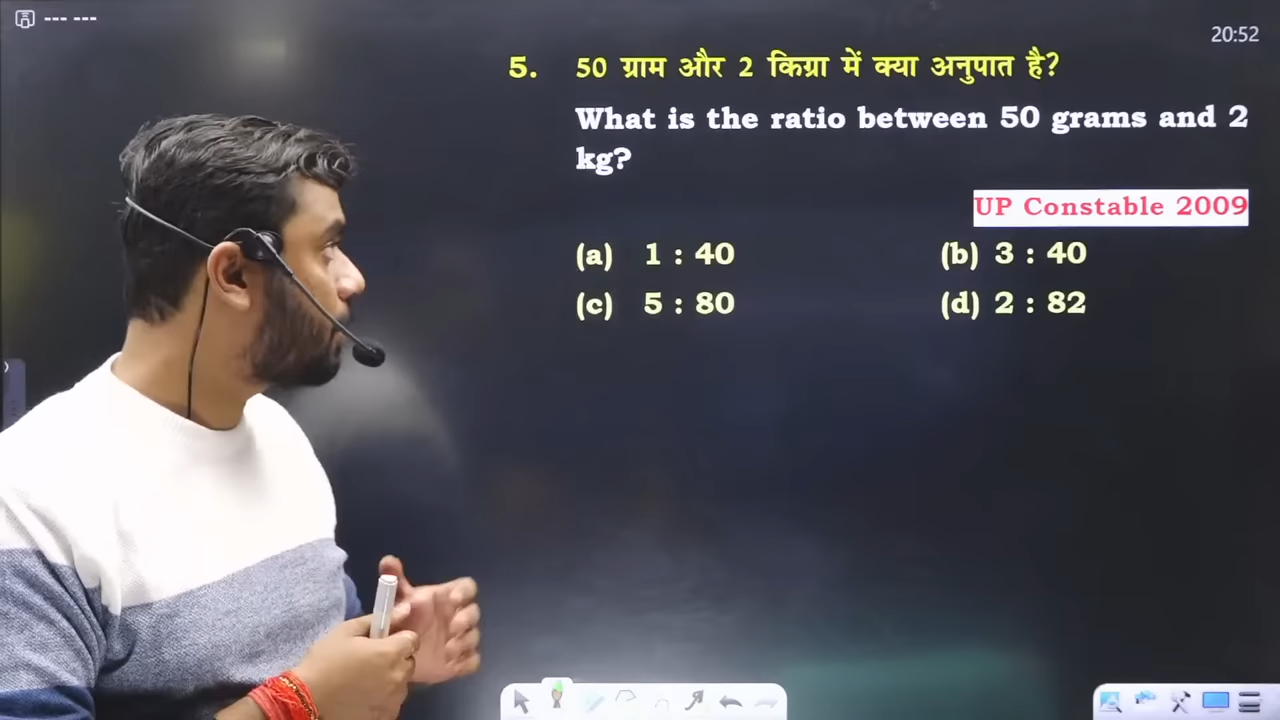 20:52
5. 50 ग्राम और 2 किग्रा में क्या अनुपात है?
What is the ratio between 50 grams and 2
kg?
UP Constable 2009
(a) 1 : 40 (b) 3 : 40
(c) 5 : 80 (d) 2 : 82